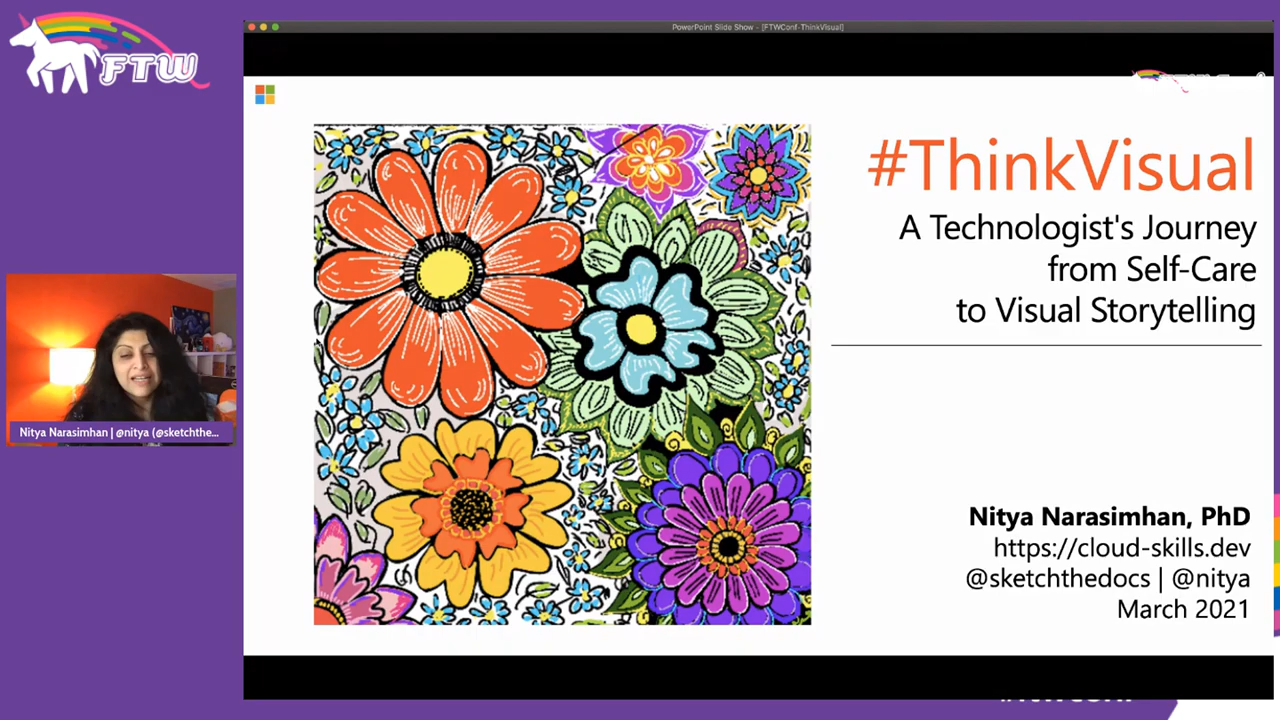 FTW
PowerPoint Slide Show - [FTWConf-ThinkVisual]
#ThinkVisual
A Technologist's Journey
from Self-Care
to Visual Storytelling
Nitya Narasimhan, PhD
https://cloud-skills.dev
@sketchthedocs | @nitya
March 2021
Nitya Narasimhan | @nitya (@sketchthe...